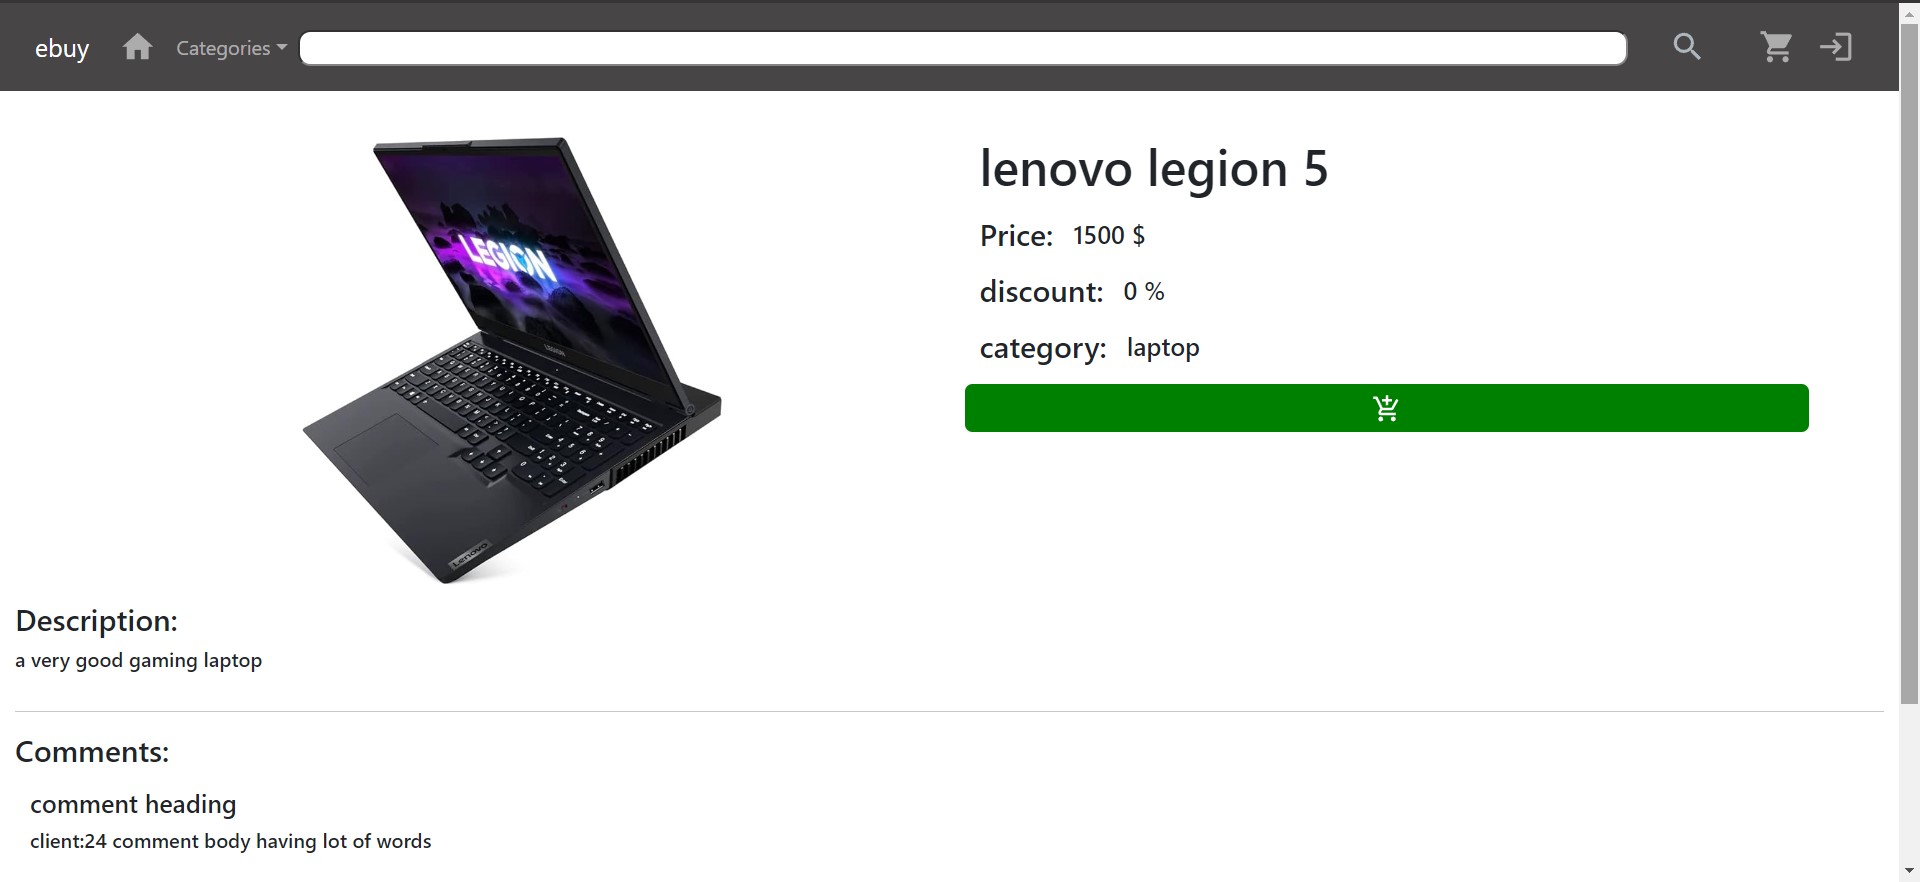 ebuy
Categories
LEGION
LEGION
Lenovo
lenovo legion 5
Price: 1500 $
discount: 0 %
category: laptop
Description:
a very good gaming laptop
Comments:
comment heading
client:24 comment body having lot of words